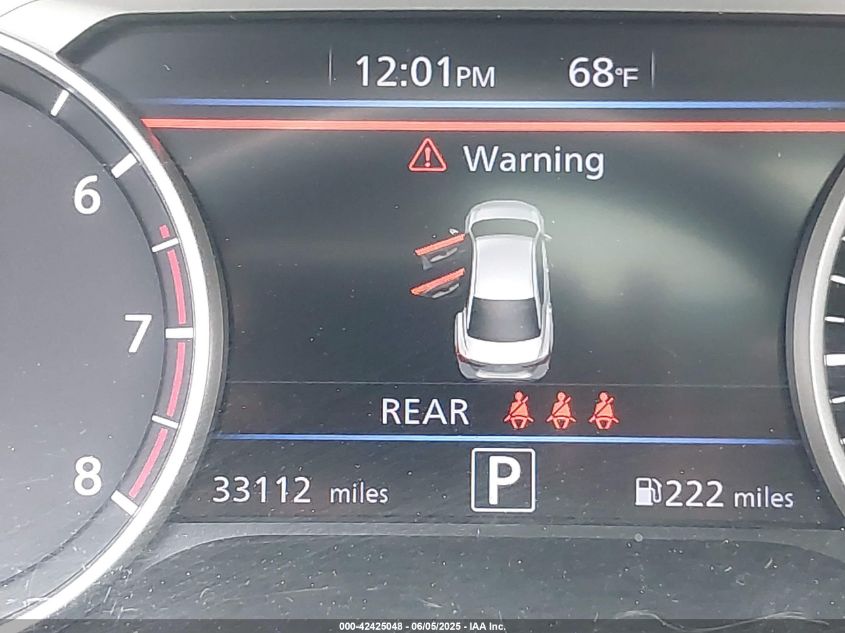 12:01PM 68°F
Warning
6
7
8
REAR
33112 miles P 222 miles
000-42425048 - 06/05/2025 - IAA Inc.